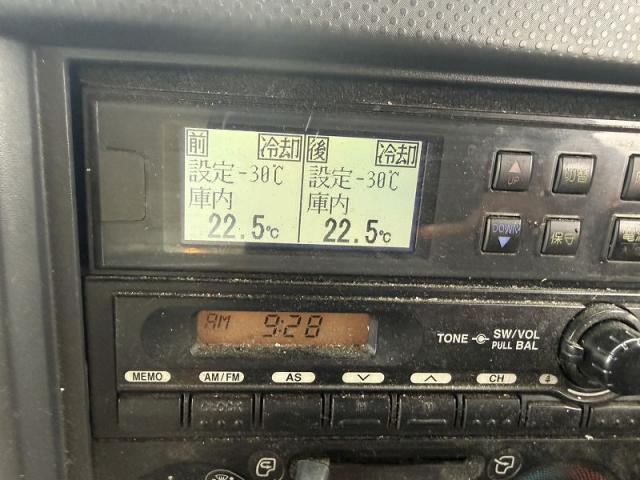 前 冷却 後 冷却
設定-30℃ 設定-30℃
庫内 庫内
22.5℃ 22.5℃
UP 切替
DOWN 保守
AM 9:28
TONE SW/VOL
PULL BAL
MEMO AM/FM AS CH
CLOCK